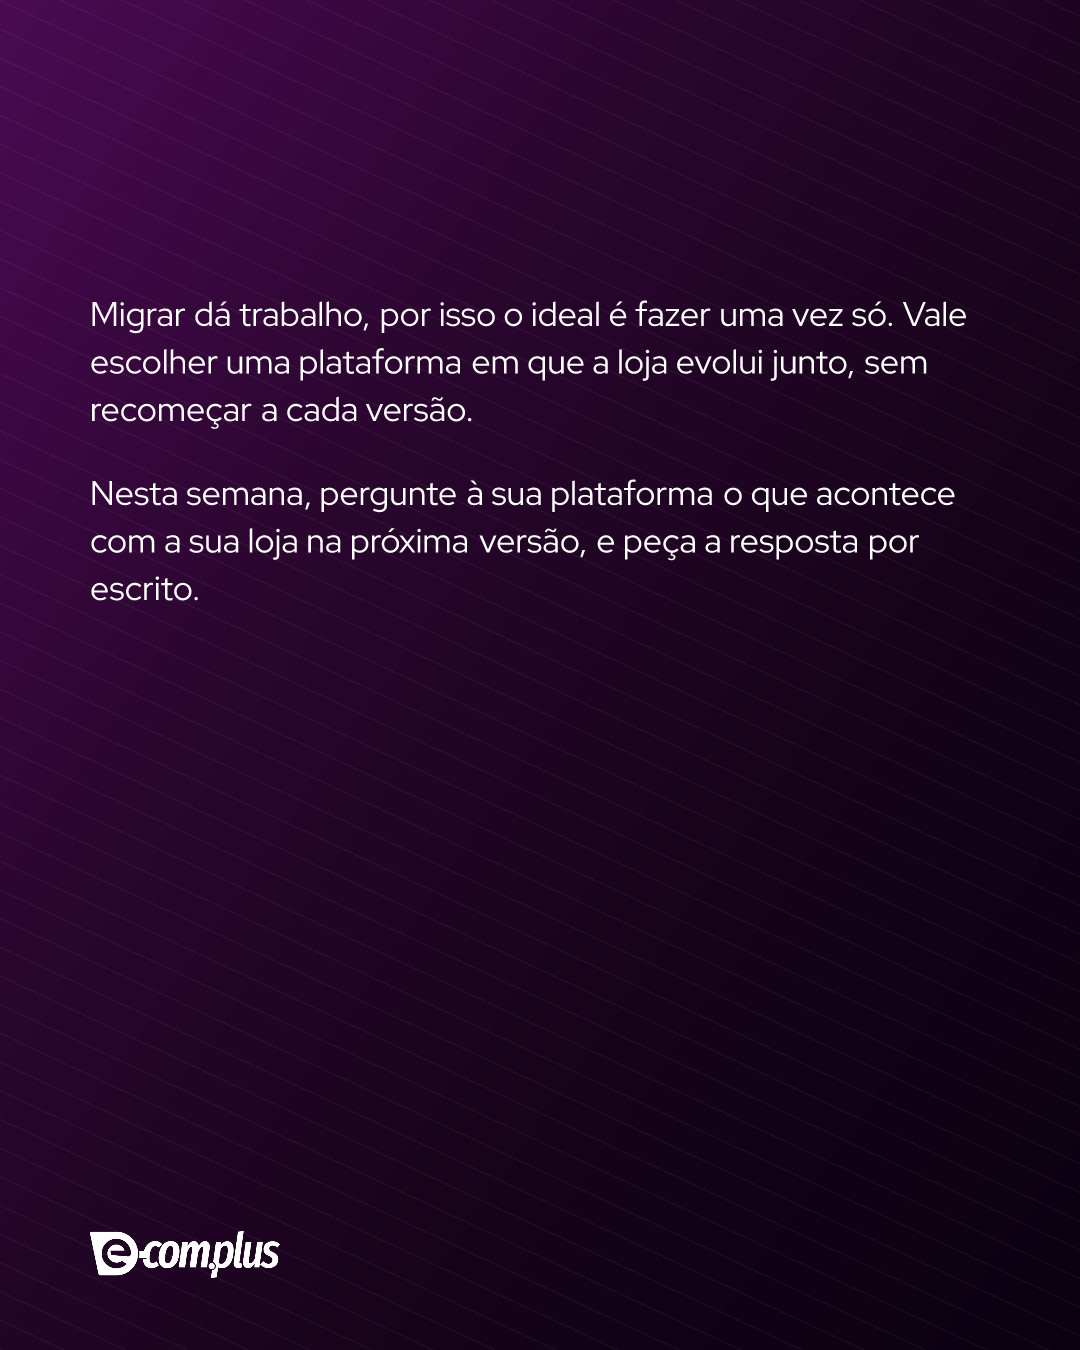 Migrar dá trabalho, por isso o ideal é fazer uma vez só. Vale
escolher uma plataforma em que a loja evolui junto, sem
recomeçar a cada versão.
Nesta semana, pergunte à sua plataforma o que acontece
com a sua loja na próxima versão, e peça a resposta por
escrito.
e-com.plus